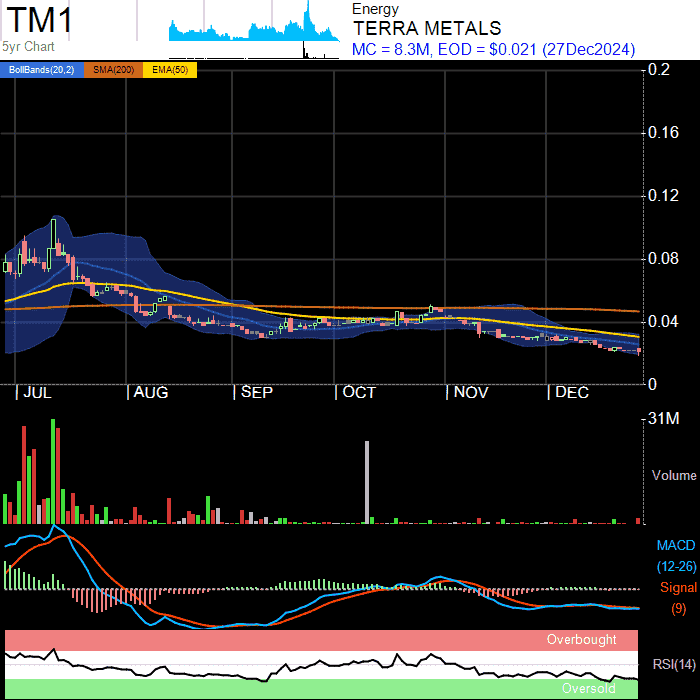 TM1
5yr Chart
Energy
TERRA METALS
MC = 8.3M, EOD = $0.021 (27Dec2024)
BollBands(20,2) SMA(200) EMA(50)
0.2
0.16
0.12
0.08
0.04
0
JUL AUG SEP OCT NOV DEC
31M
Volume
MACD
(12-26)
Signal
(9)
Overbought
RSI(14)
Oversold